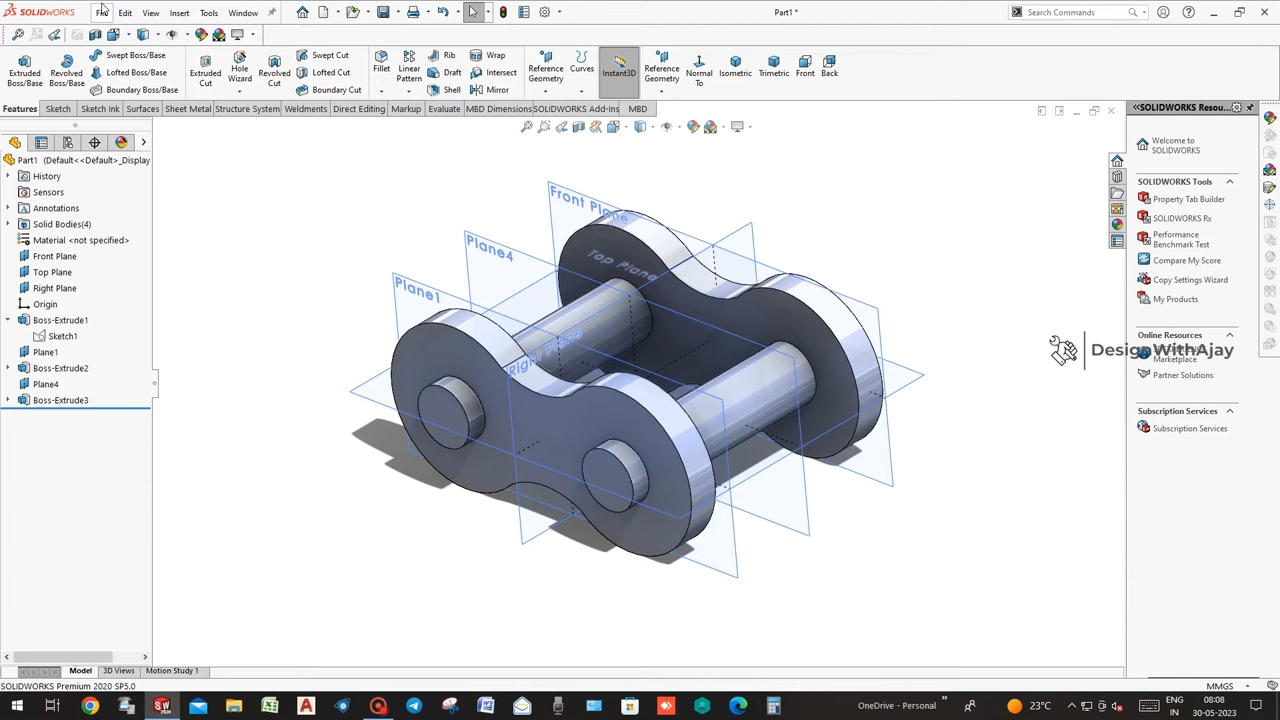 SOLIDWORKS
File
Edit
View
Insert
Tools
Window
Part1 *
Search Commands
Extruded Boss/Base
Revolved Boss/Base
Swept Boss/Base
Lofted Boss/Base
Boundary Boss/Base
Extruded Cut
Hole Wizard
Revolved Cut
Swept Cut
Lofted Cut
Boundary Cut
Fillet
Linear Pattern
Rib
Draft
Shell
Wrap
Intersect
Mirror
Reference Geometry
Curves
Instant3D
Reference Geometry
Normal To
Isometric
Trimetric
Front
Back
Features
Sketch
Sketch Ink
Surfaces
Sheet Metal
Structure System
Weldments
Direct Editing
Markup
Evaluate
MBD Dimensions
SOLIDWORKS Add-Ins
MBD
Part1 (Default<<Default>_Display
History
Sensors
Annotations
Solid Bodies(4)
Material <not specified>
Front Plane
Top Plane
Right Plane
Origin
Boss-Extrude1
Sketch1
Plane1
Boss-Extrude2
Plane4
Boss-Extrude3
Front Plane
Plane4
Top Plane
Plane1
Right Plane
SOLIDWORKS Resou...
Welcome to
SOLIDWORKS
SOLIDWORKS Tools
Property Tab Builder
SOLIDWORKS Rx
Performance
Benchmark Test
Compare My Score
Copy Settings Wizard
My Products
Online Resources
DesignWithAjay
Marketplace
Partner Solutions
Subscription Services
Subscription Services
Model
3D Views
Motion Study 1
SOLIDWORKS Premium 2020 SP5.0
MMGS
OneDrive - Personal
23°C
ENG
IN
08:08
30-05-2023